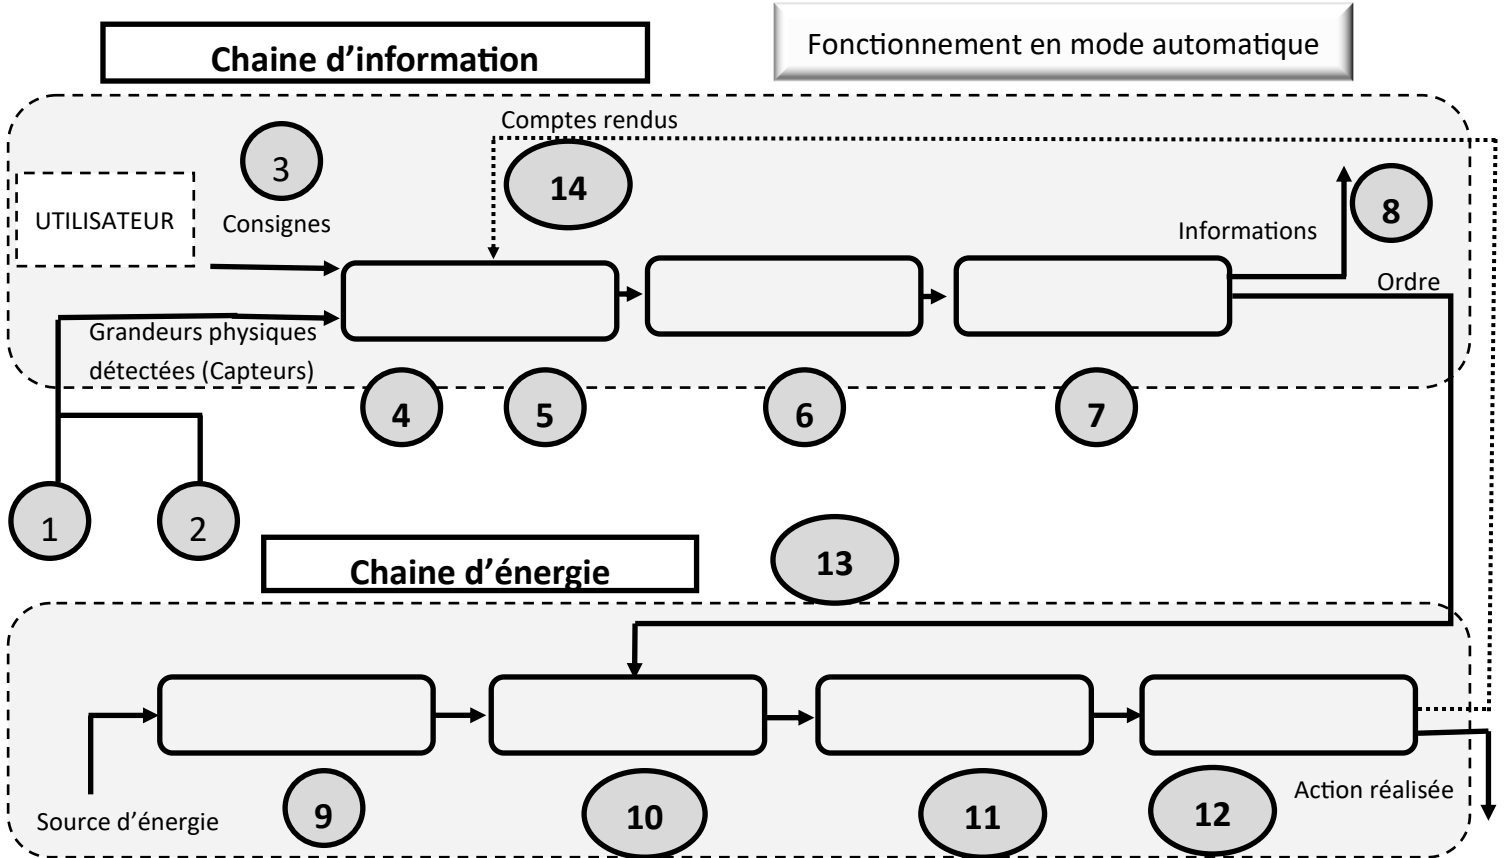 Chaine d’information
Fonctionnement en mode automatique
Comptes rendus
3
14
UTILISATEUR
Consignes
8
Informations
Ordre
Grandeurs physiques
détectées (Capteurs)
4
5
6
7
1
2
Chaine d’énergie
13
Source d’énergie
9
10
11
12
Action réalisée